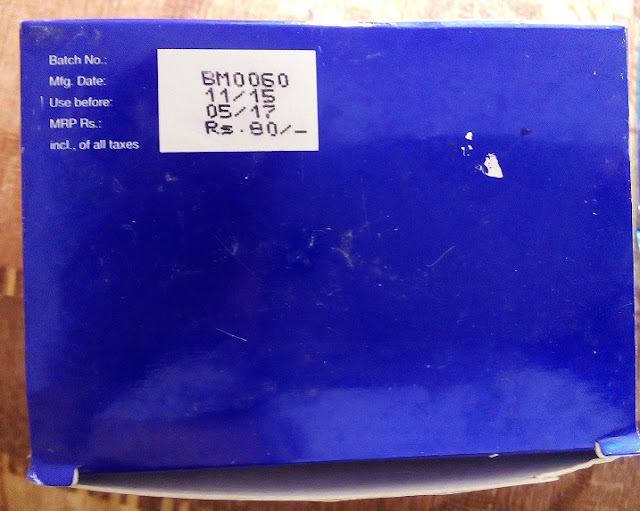 Batch No.: BM0060
Mfg. Date: 11/15
Use before: 05/17
MRP Rs.: Rs.80/-
incl., of all taxes